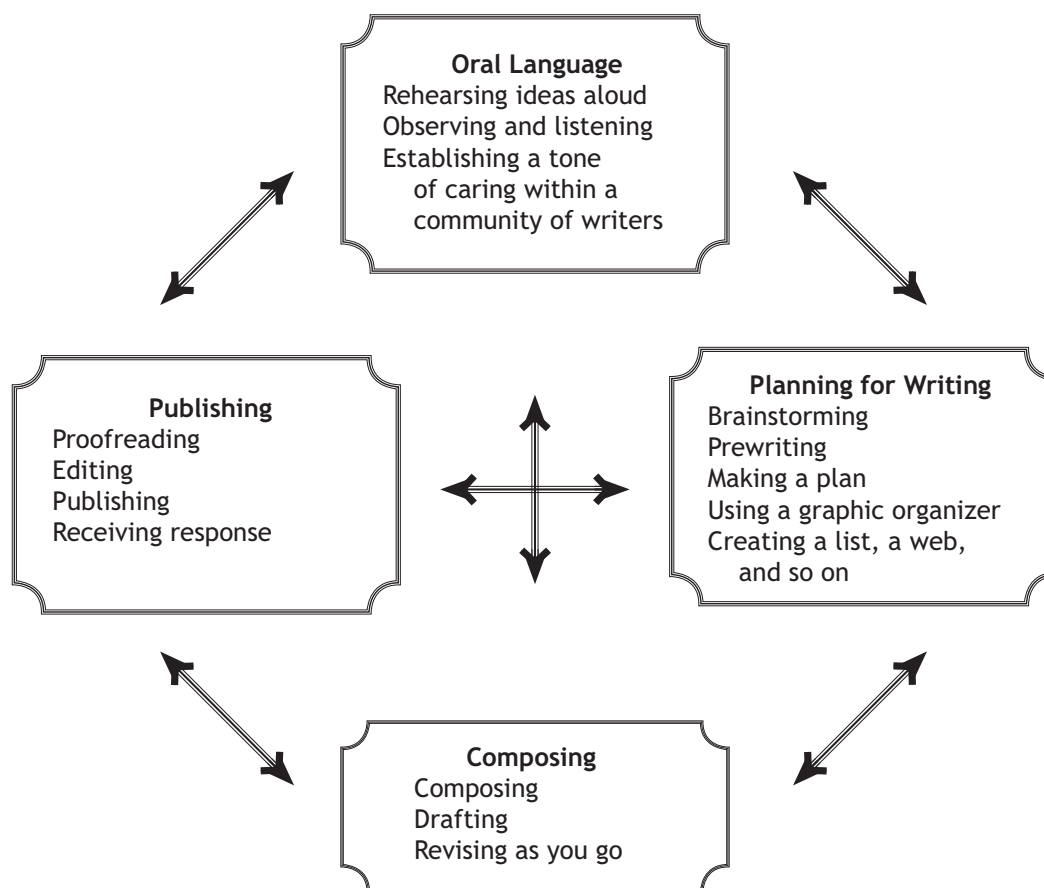 Oral Language
Rehearsing ideas aloud
Observing and listening
Establishing a tone
of caring within a
community of writers
Publishing
Proofreading
Editing
Publishing
Receiving response
Planning for Writing
Brainstorming
Prewriting
Making a plan
Using a graphic organizer
Creating a list, a web,
and so on
Composing
Composing
Drafting
Revising as you go